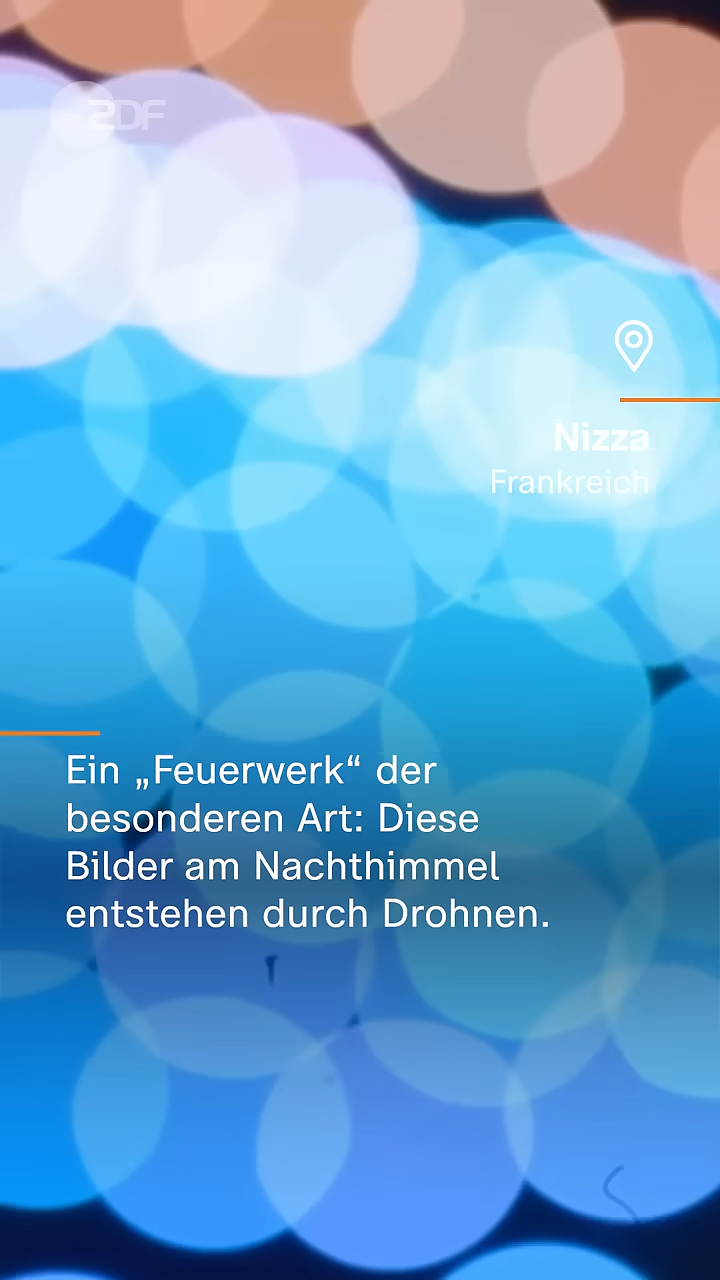 ZDF
Nizza
Frankreich
Ein „Feuerwerk“ der
besonderen Art: Diese
Bilder am Nachthimmel
entstehen durch Drohnen.